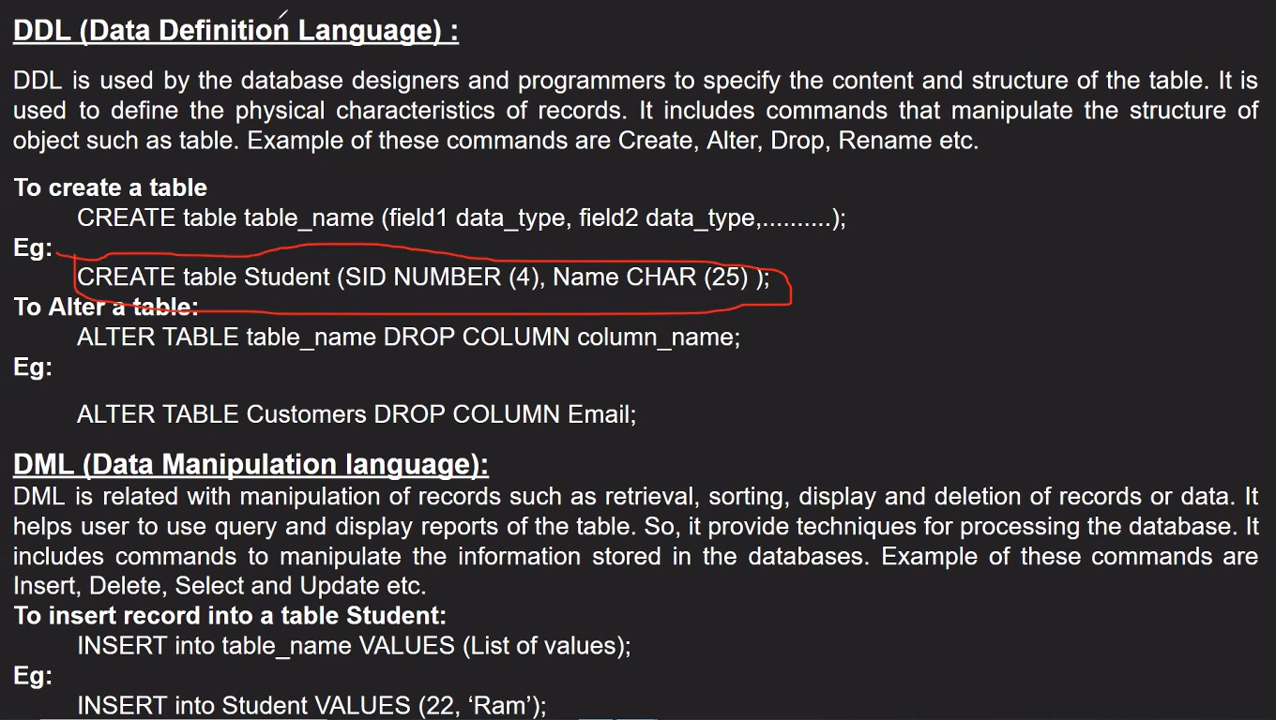 DDL (Data Definition Language) :
DDL is used by the database designers and programmers to specify the content and structure of the table. It is
used to define the physical characteristics of records. It includes commands that manipulate the structure of
object such as table. Example of these commands are Create, Alter, Drop, Rename etc.
To create a table
CREATE table table_name (field1 data_type, field2 data_type,..........);
Eg:
CREATE table Student (SID NUMBER (4), Name CHAR (25) );
To Alter a table:
ALTER TABLE table_name DROP COLUMN column_name;
Eg:
ALTER TABLE Customers DROP COLUMN Email;
DML (Data Manipulation language):
DML is related with manipulation of records such as retrieval, sorting, display and deletion of records or data. It
helps user to use query and display reports of the table. So, it provide techniques for processing the database. It
includes commands to manipulate the information stored in the databases. Example of these commands are
Insert, Delete, Select and Update etc.
To insert record into a table Student:
INSERT into table_name VALUES (List of values);
Eg:
INSERT into Student VALUES (22, ‘Ram’);